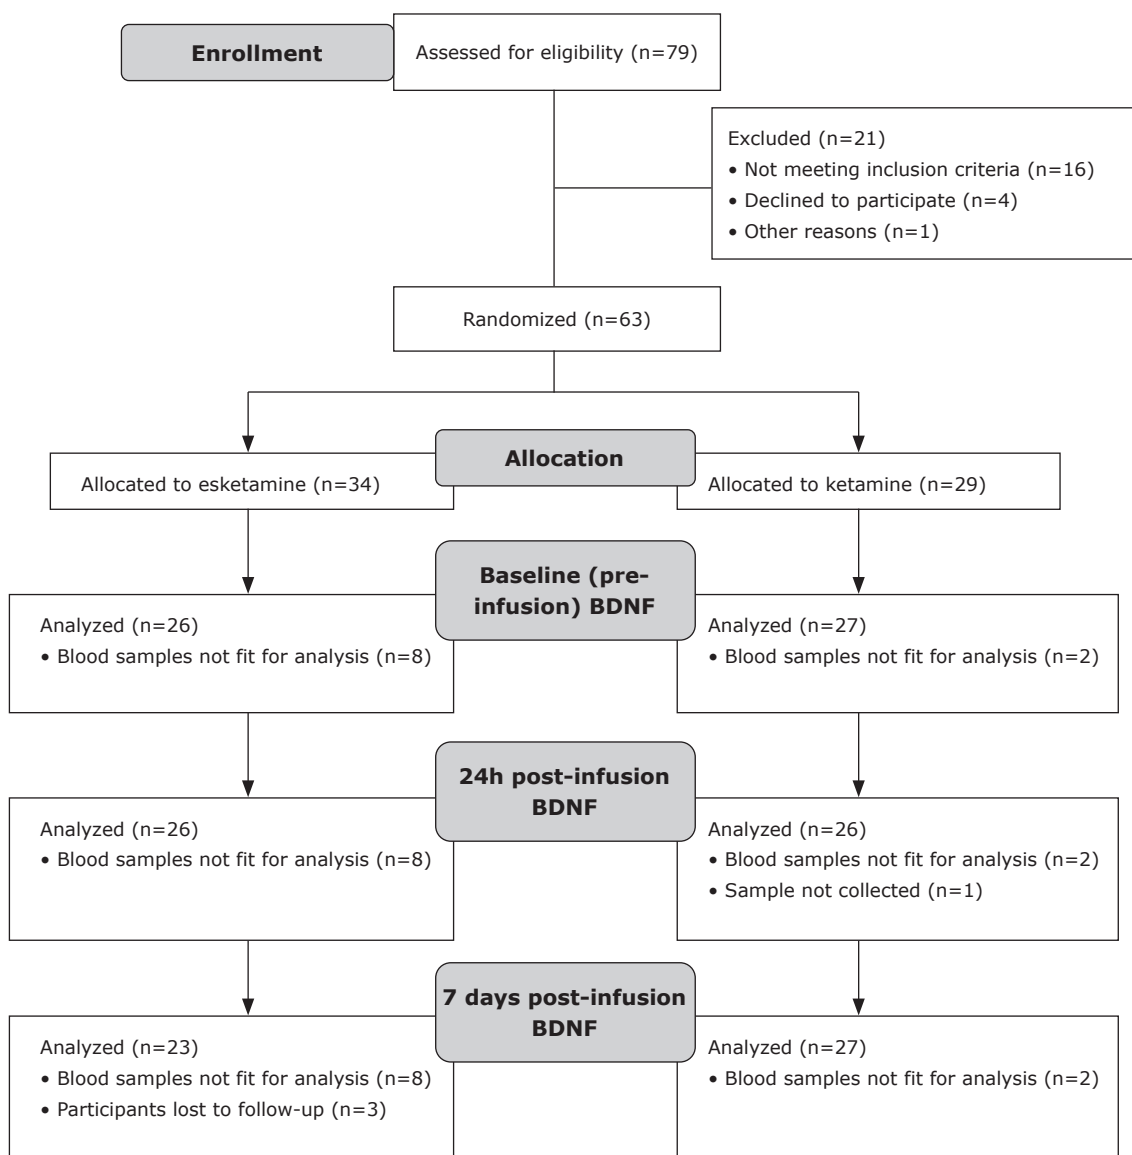 Enrollment
Assessed for eligibility (n=79)
Excluded (n=21)
• Not meeting inclusion criteria (n=16)
• Declined to participate (n=4)
• Other reasons (n=1)
Randomized (n=63)
Allocation
Allocated to esketamine (n=34)
Allocated to ketamine (n=29)
Baseline (pre-
infusion) BDNF
Analyzed (n=26)
• Blood samples not fit for analysis (n=8)
Analyzed (n=27)
• Blood samples not fit for analysis (n=2)
24h post-infusion
BDNF
Analyzed (n=26)
• Blood samples not fit for analysis (n=8)
Analyzed (n=26)
• Blood samples not fit for analysis (n=2)
• Sample not collected (n=1)
7 days post-infusion
BDNF
Analyzed (n=23)
• Blood samples not fit for analysis (n=8)
• Participants lost to follow-up (n=3)
Analyzed (n=27)
• Blood samples not fit for analysis (n=2)